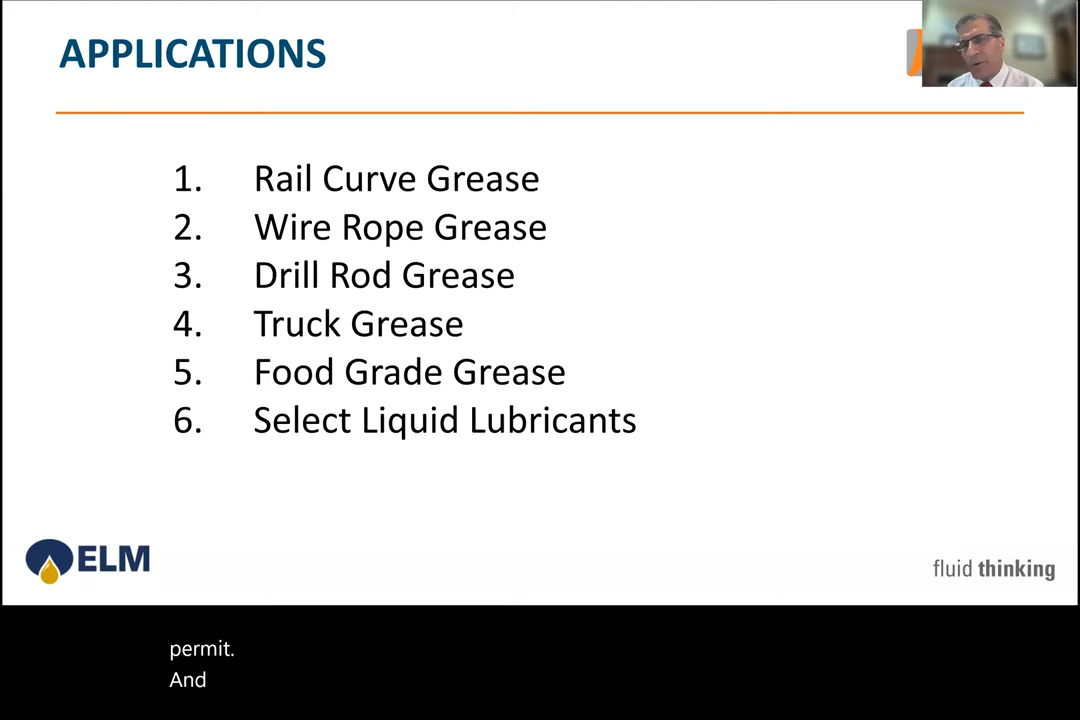 APPLICATIONS
1. Rail Curve Grease
2. Wire Rope Grease
3. Drill Rod Grease
4. Truck Grease
5. Food Grade Grease
6. Select Liquid Lubricants
ELM
fluid thinking
permit.
And